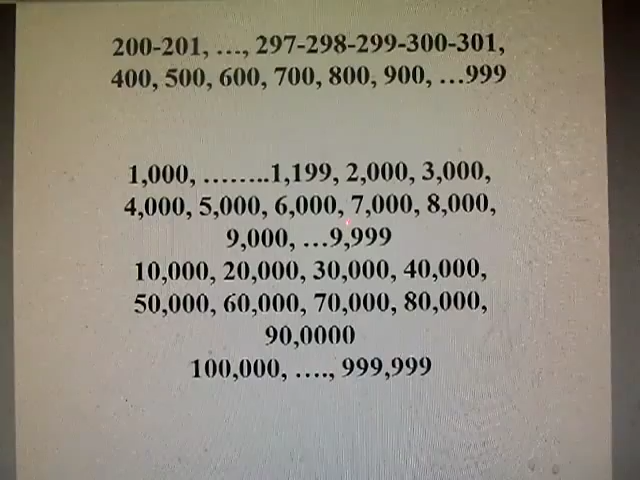 200-201, …, 297-298-299-300-301,
400, 500, 600, 700, 800, 900, …999
1,000, ……..1,199, 2,000, 3,000,
4,000, 5,000, 6,000, 7,000, 8,000,
9,000, …9,999
10,000, 20,000, 30,000, 40,000,
50,000, 60,000, 70,000, 80,000,
90,0000
100,000, …., 999,999